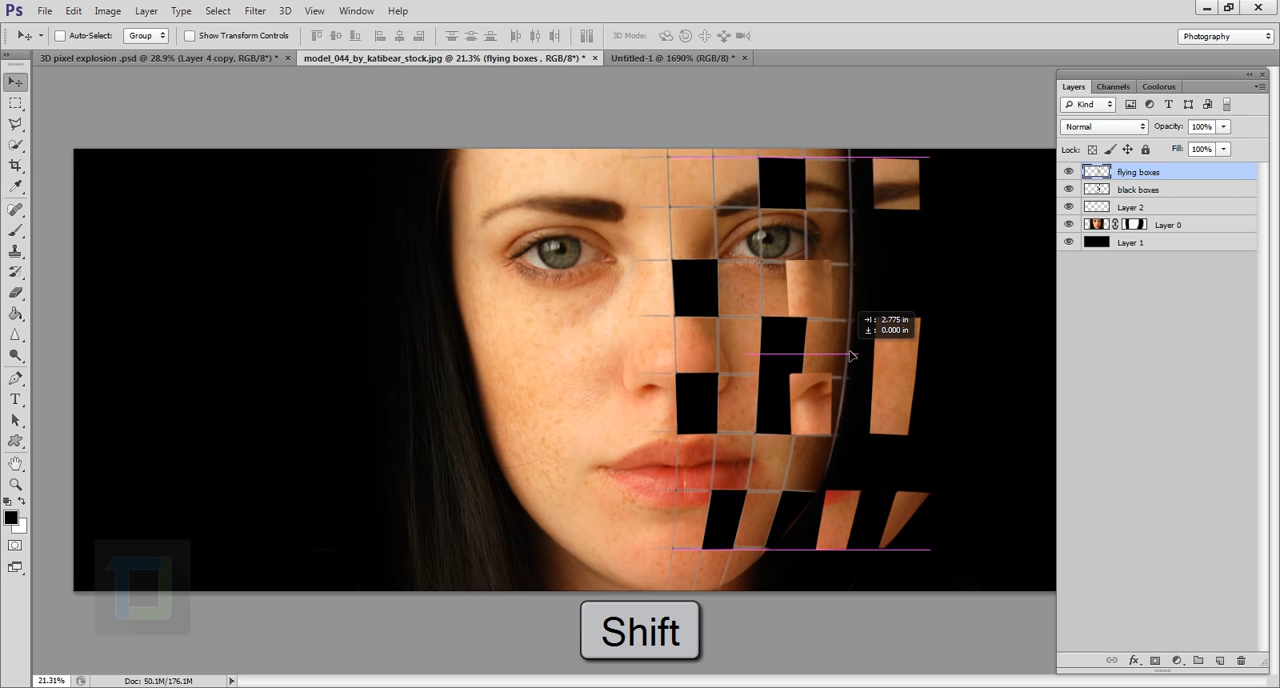 Ps File Edit Image Layer Type Select Filter 3D View Window Help
Auto-Select: Group Show Transform Controls 3D Mode: Photography
3D pixel explosion .psd @ 28.9% (Layer 4 copy, RGB/8*) * × model_044_by_katibear_stock.jpg @ 21.3% (flying boxes , RGB/8*) * × Untitled-1 @ 1690% (RGB/8) * ×
Layers Channels Coolorus
Kind
Normal Opacity: 100%
Lock: Fill: 100%
flying boxes
black boxes
Layer 2
Layer 0
Layer 1
: 2.775 in
: 0.000 in
Shift
21.31% Doc: 50.1M/176.1M